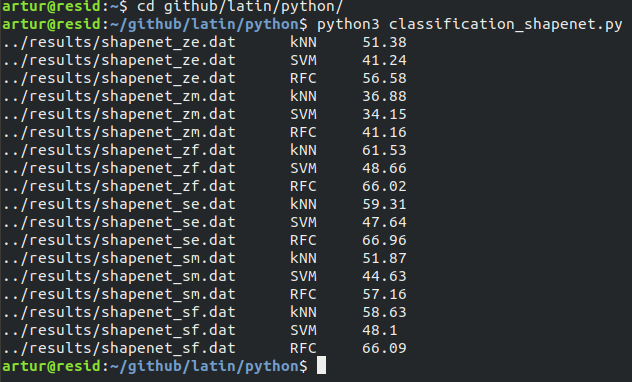 artur@resid:~$ cd github/latin/python/
artur@resid:~/github/latin/python$ python3 classification_shapenet.py
../results/shapenet_ze.dat kNN 51.38
../results/shapenet_ze.dat SVM 41.24
../results/shapenet_ze.dat RFC 56.58
../results/shapenet_zm.dat kNN 36.88
../results/shapenet_zm.dat SVM 34.15
../results/shapenet_zm.dat RFC 41.16
../results/shapenet_zf.dat kNN 61.53
../results/shapenet_zf.dat SVM 48.66
../results/shapenet_zf.dat RFC 66.02
../results/shapenet_se.dat kNN 59.31
../results/shapenet_se.dat SVM 47.64
../results/shapenet_se.dat RFC 66.96
../results/shapenet_sm.dat kNN 51.87
../results/shapenet_sm.dat SVM 44.63
../results/shapenet_sm.dat RFC 57.16
../results/shapenet_sf.dat kNN 58.63
../results/shapenet_sf.dat SVM 48.1
../results/shapenet_sf.dat RFC 66.09
artur@resid:~/github/latin/python$